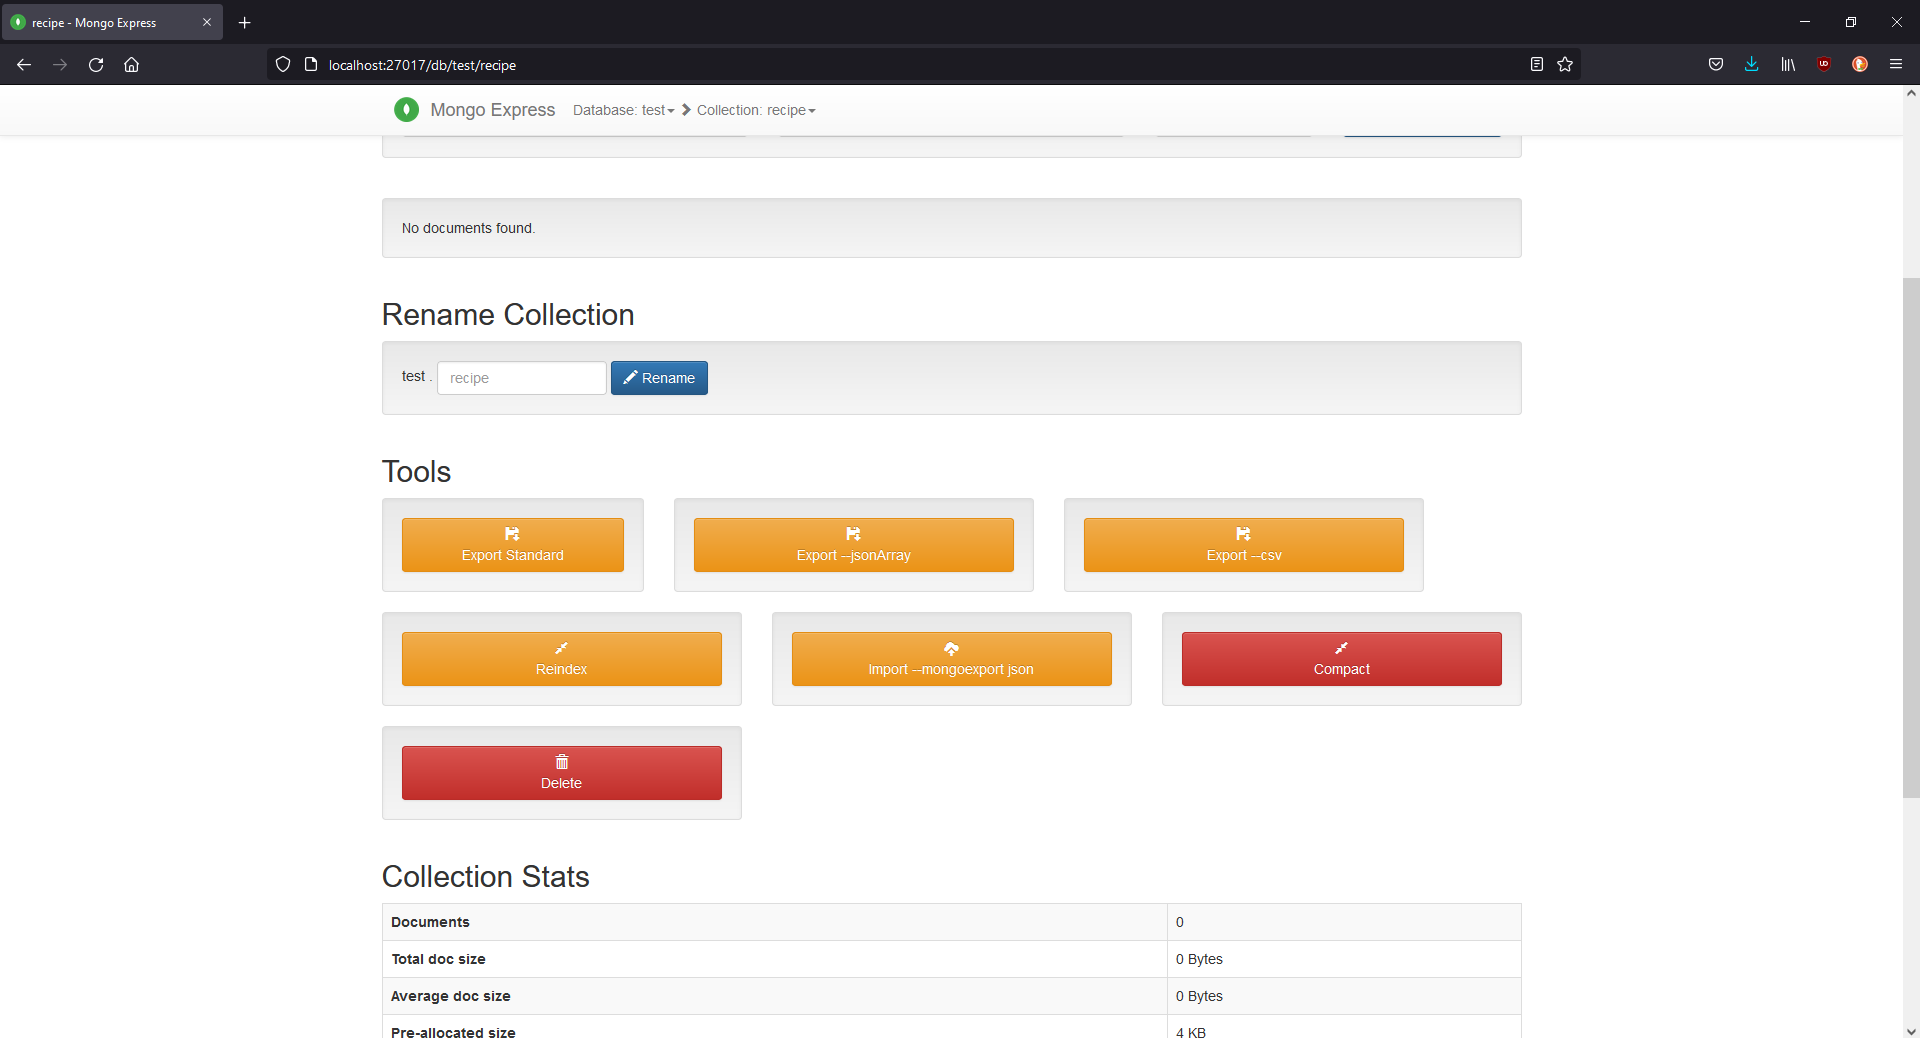 recipe - Mongo Express
localhost:27017/db/test/recipe
Mongo Express Database: test Collection: recipe
No documents found.
Rename Collection
test . recipe Rename
Tools
Export Standard
Export --jsonArray
Export --csv
Reindex
Import --mongoexport json
Compact
Delete
Collection Stats
Documents 0
Total doc size 0 Bytes
Average doc size 0 Bytes
Pre-allocated size 4 KB